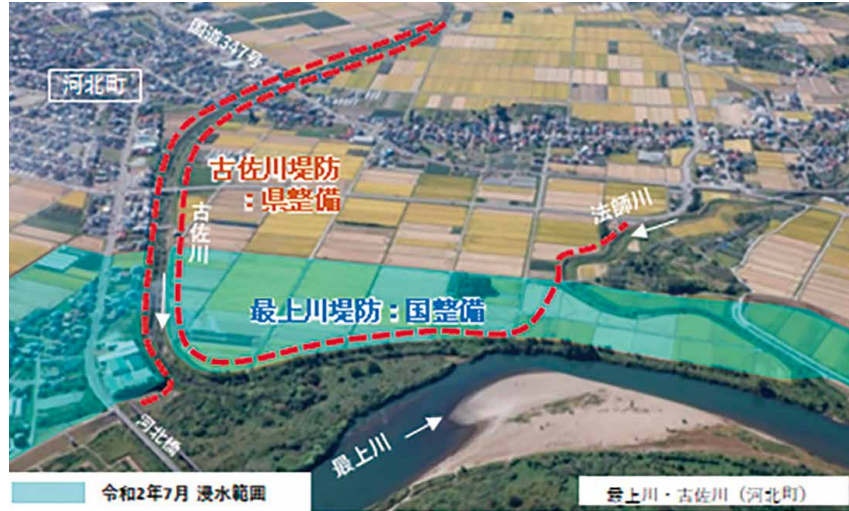 国道347号
河北町
古佐川堤防
：県整備
古佐川
法師川
最上川堤防：国整備
河北橋
最上川
令和2年7月 浸水範囲
最上川・古佐川（河北町）